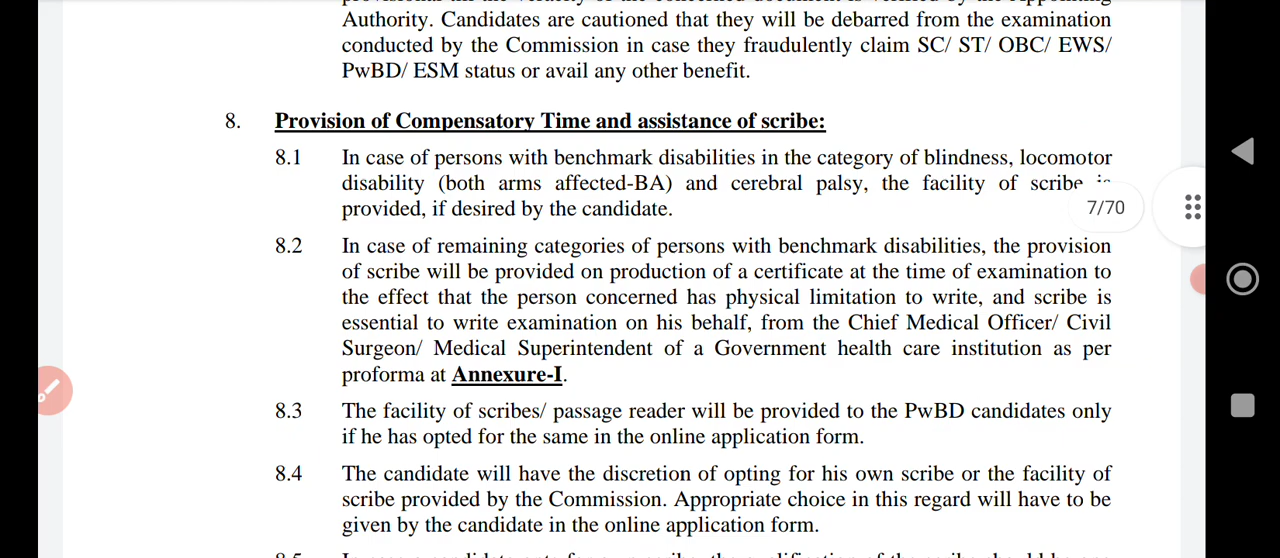 Authority. Candidates are cautioned that they will be debarred from the examination
conducted by the Commission in case they fraudulently claim SC/ ST/ OBC/ EWS/
PwBD/ ESM status or avail any other benefit.
8. Provision of Compensatory Time and assistance of scribe:
8.1 In case of persons with benchmark disabilities in the category of blindness, locomotor
disability (both arms affected-BA) and cerebral palsy, the facility of scribe is
provided, if desired by the candidate.
7/70
8.2 In case of remaining categories of persons with benchmark disabilities, the provision
of scribe will be provided on production of a certificate at the time of examination to
the effect that the person concerned has physical limitation to write, and scribe is
essential to write examination on his behalf, from the Chief Medical Officer/ Civil
Surgeon/ Medical Superintendent of a Government health care institution as per
proforma at Annexure-I.
8.3 The facility of scribes/ passage reader will be provided to the PwBD candidates only
if he has opted for the same in the online application form.
8.4 The candidate will have the discretion of opting for his own scribe or the facility of
scribe provided by the Commission. Appropriate choice in this regard will have to be
given by the candidate in the online application form.